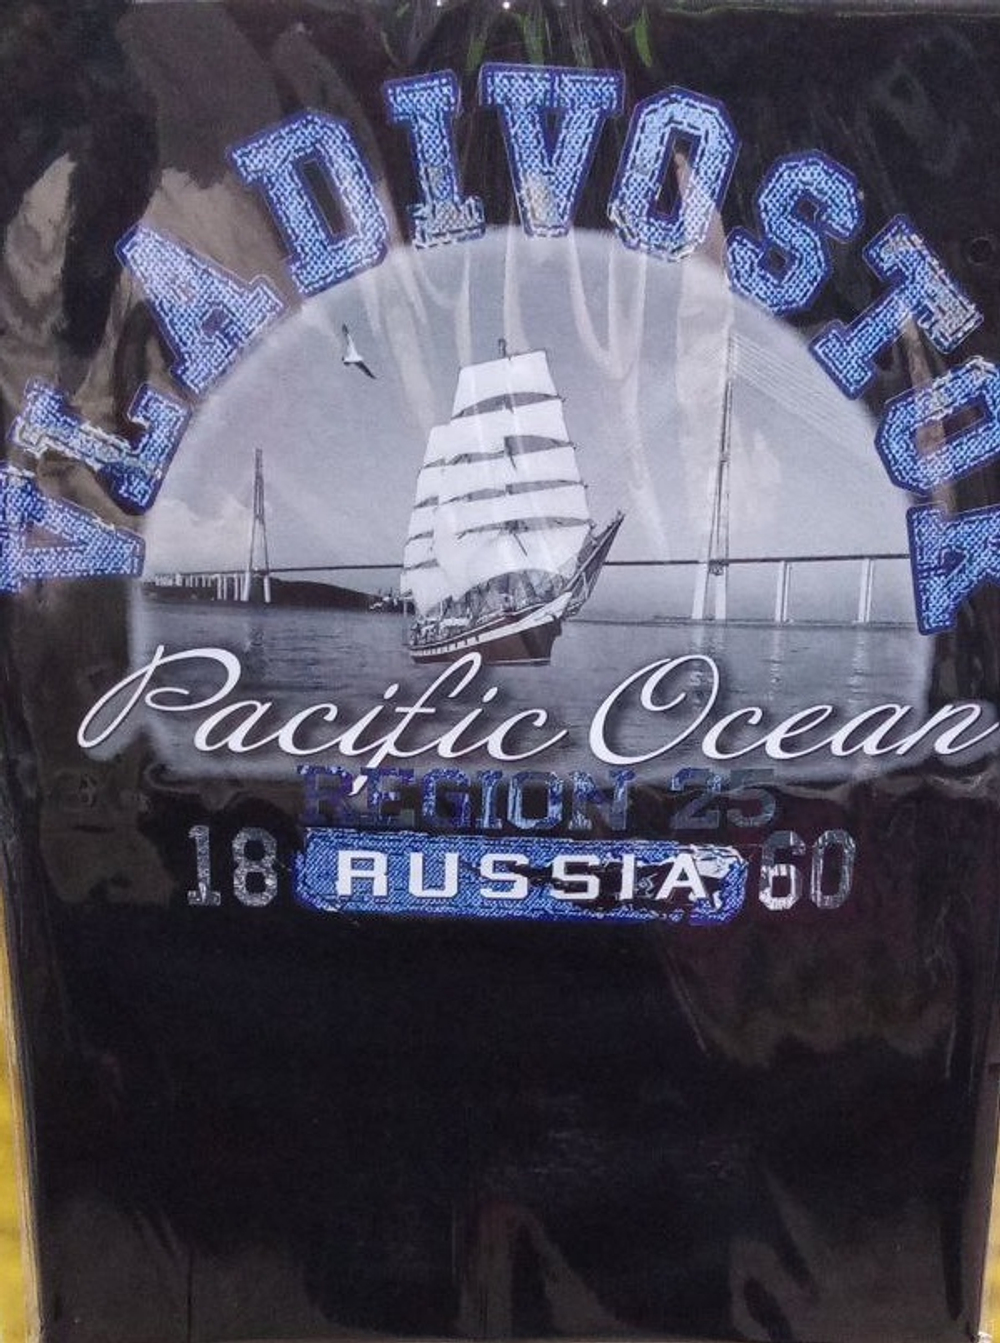 VLADIVOSTOK
Pacific Ocean
REGION 25
18 RUSSIA 60